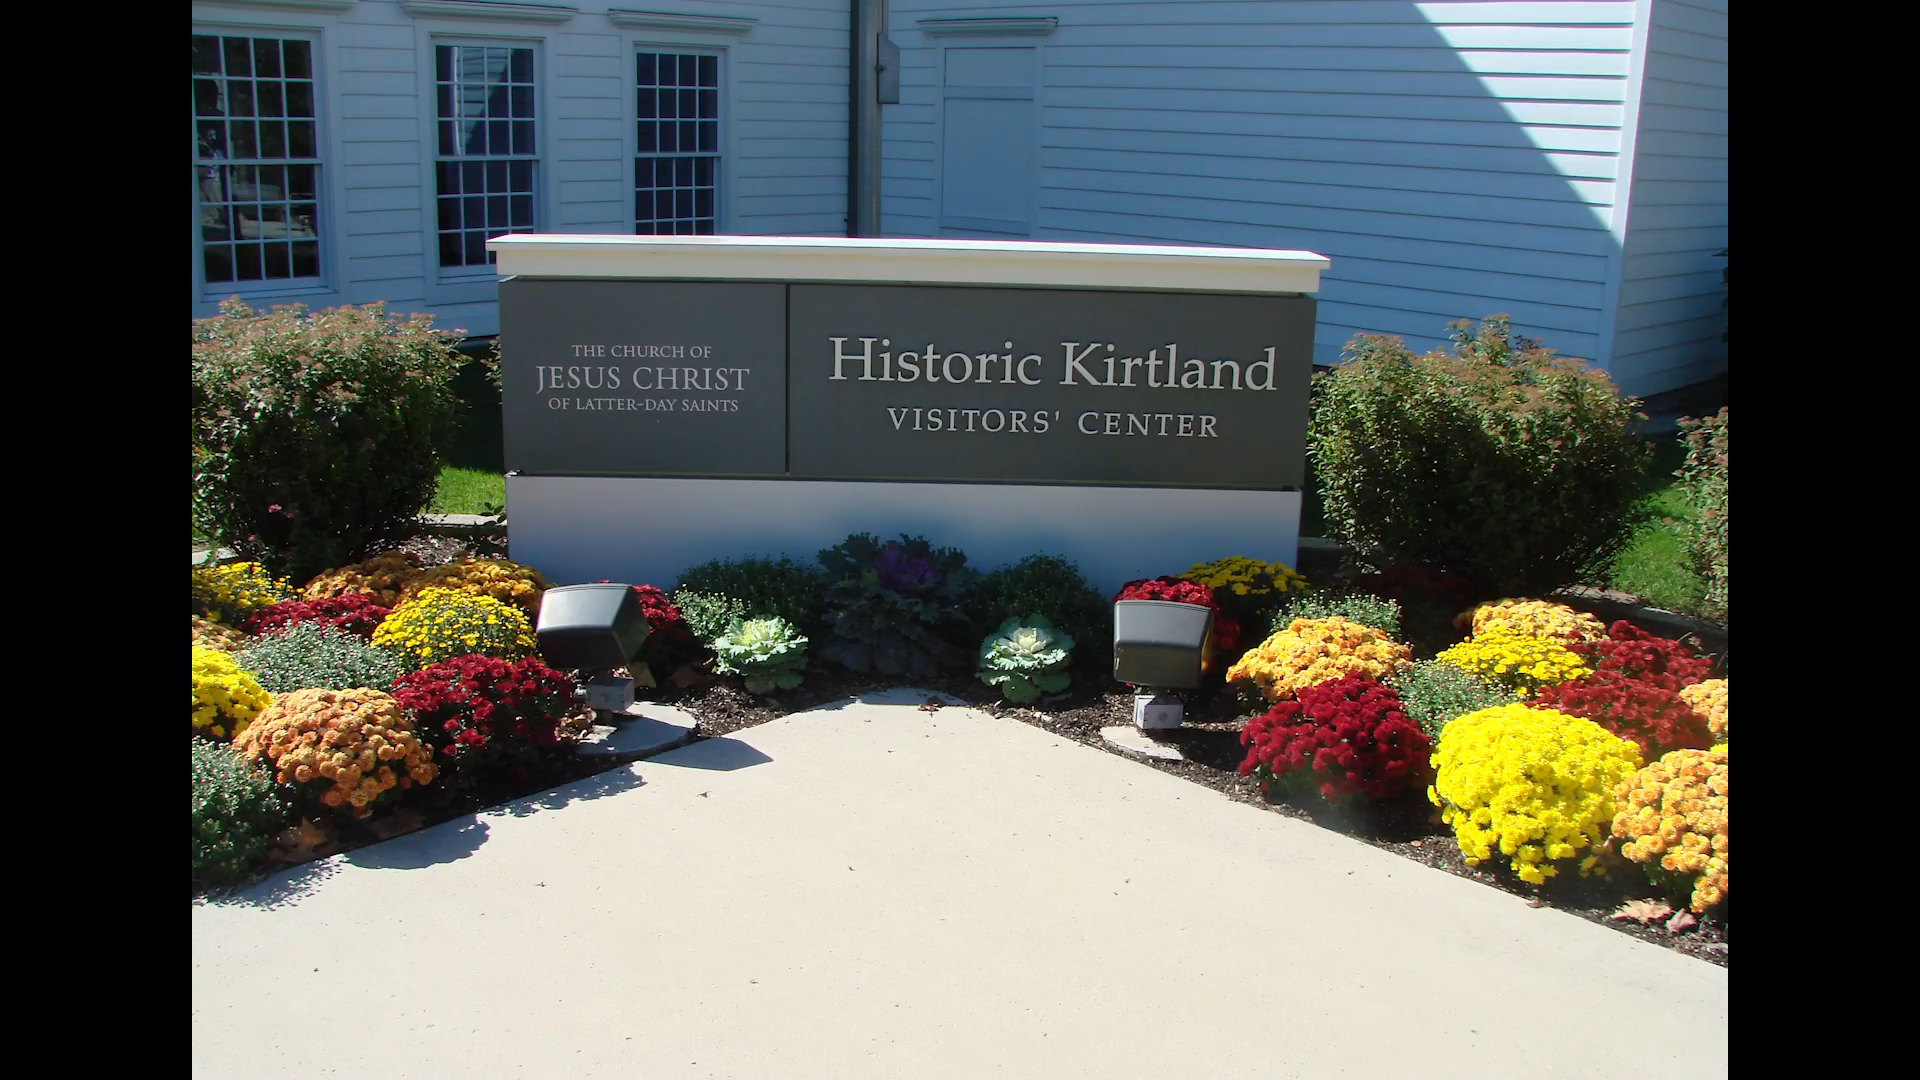 THE CHURCH OF
JESUS CHRIST
OF LATTER-DAY SAINTS
Historic Kirtland
VISITORS' CENTER